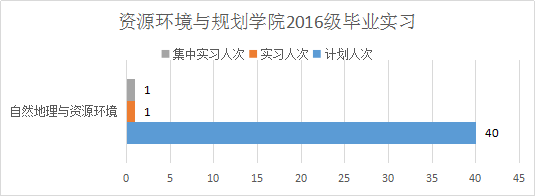 资源环境与规划学院2016级毕业实习
集中实习人次 实习人次 计划人次
1
自然地理与资源环境 1
40
0 5 10 15 20 25 30 35 40 45